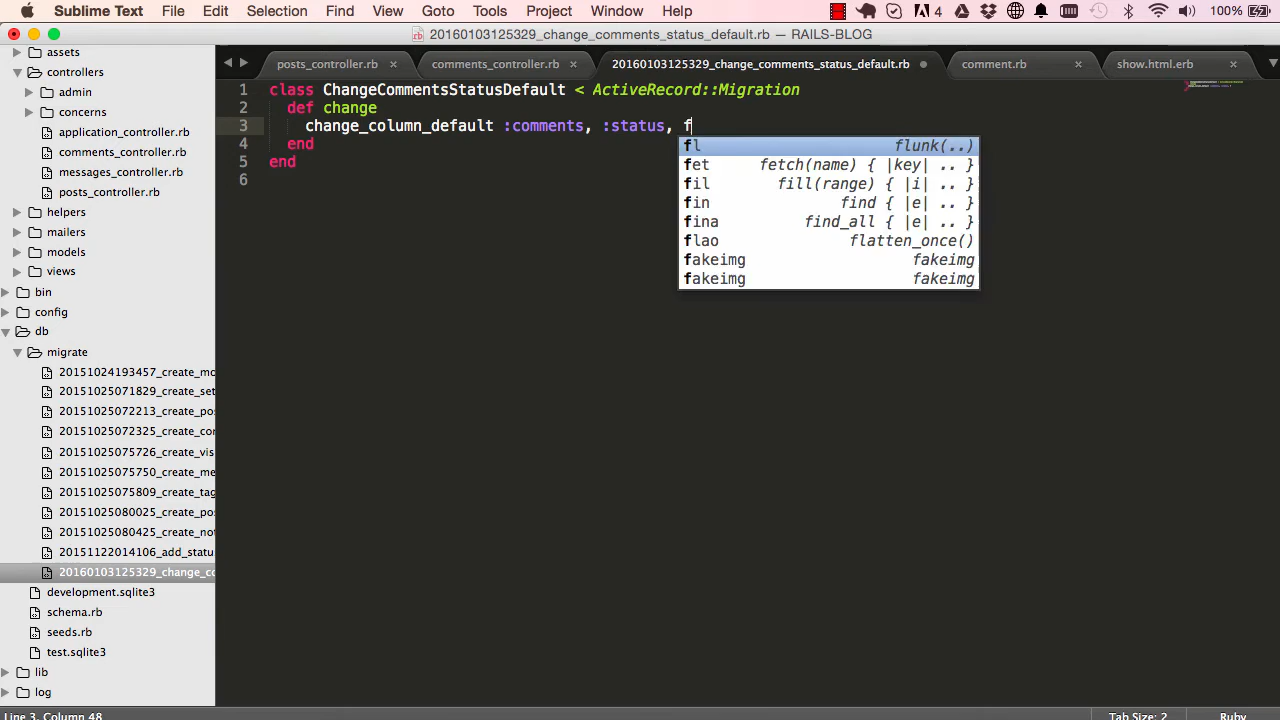 Sublime Text File Edit Selection Find View Goto Tools Project Window Help 4 100%
20160103125329_change_comments_status_default.rb — RAILS-BLOG
posts_controller.rb comments_controller.rb 20160103125329_change_comments_status_default.rb comment.rb show.html.erb
assets
controllers
admin
concerns
application_controller.rb
comments_controller.rb
messages_controller.rb
posts_controller.rb
helpers
mailers
models
views
bin
config
db
migrate
20151024193457_create_mo
20151025071829_create_set
20151025072213_create_po
20151025072325_create_cor
20151025075726_create_vis
20151025075750_create_me
20151025075809_create_tag
20151025080025_create_po
20151025080425_create_not
20151122014106_add_statu
20160103125329_change_co
development.sqlite3
schema.rb
seeds.rb
test.sqlite3
lib
log
1 class ChangeCommentsStatusDefault < ActiveRecord::Migration
2 def change
3 change_column_default :comments, :status, f
4 end
5 end
6
fl flunk(..)
fet fetch(name) { |key| .. }
fil fill(range) { |i| .. }
fin find { |e| .. }
fina find_all { |e| .. }
flao flatten_once()
fakeimg fakeimg
fakeimg fakeimg
Line 3, Column 48 Tab Size: 2 Ruby